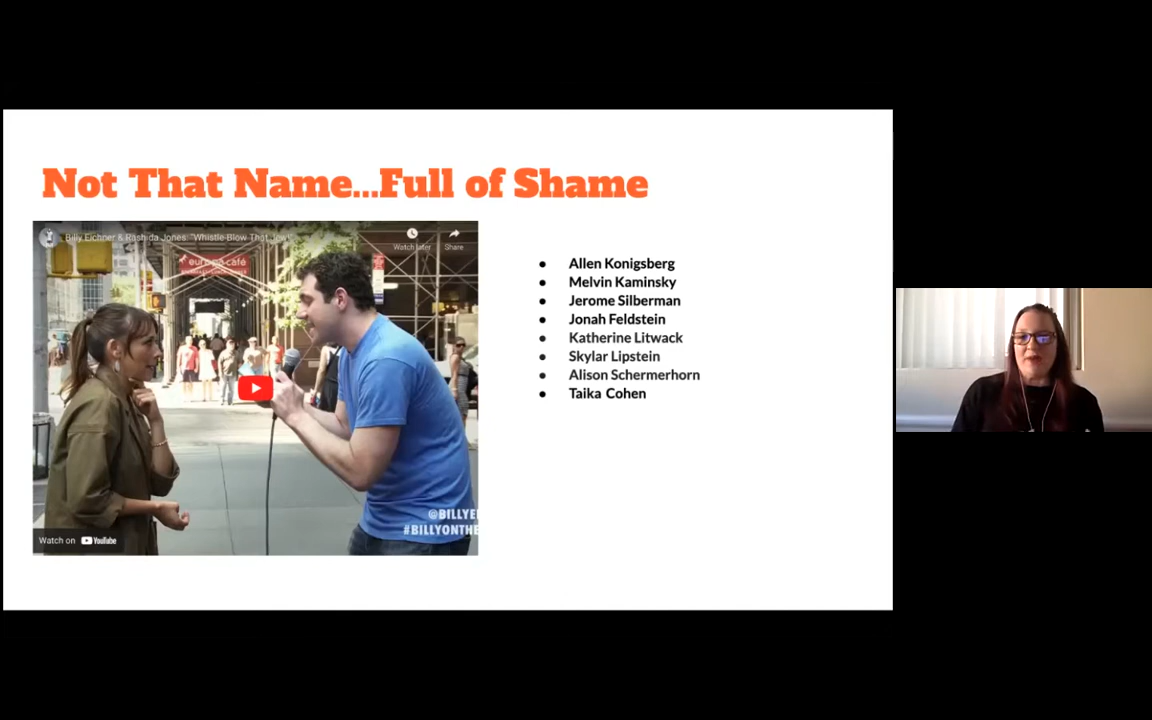 Not That Name...Full of Shame
Billy Eichner & Rashida Jones: "Whistle-Blow That Jew!"
Watch later
Share
europa café
@BILLYE
#BILLYONTHE
Watch on YouTube
● Allen Konigsberg
● Melvin Kaminsky
● Jerome Silberman
● Jonah Feldstein
● Katherine Litwack
● Skylar Lipstein
● Alison Schermerhorn
● Taika Cohen